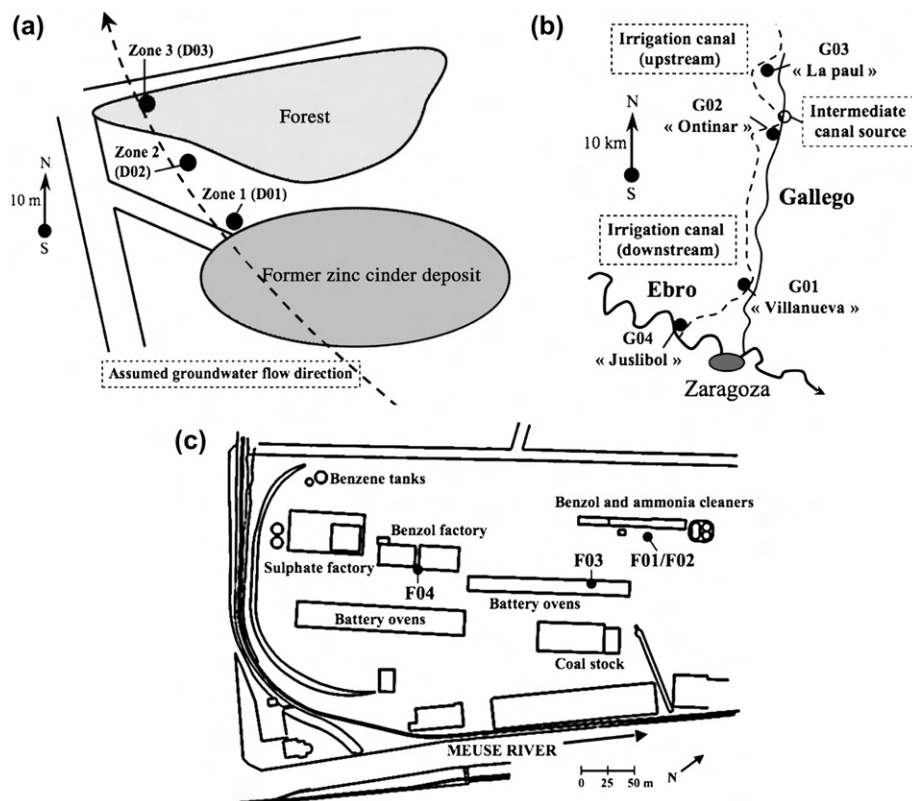 (a)
Zone 3 (D03)
Forest
Zone 2
(D02)
Zone 1 (D01)
N
10 m
S
Former zinc cinder deposit
Assumed groundwater flow direction
(b)
Irrigation canal
(upstream)
G03
« La paul »
G02
« Ontinar »
Intermediate
canal source
N
10 km
S
Gallego
Irrigation canal
(downstream)
Ebro
G01
« Villanueva »
G04
« Juslibol »
Zaragoza
(c)
Benzene tanks
Benzol and ammonia cleaners
Benzol factory
Sulphate factory
F04
F03
F01/F02
Battery ovens
Battery ovens
Coal stock
MEUSE RIVER
0 25 50 m
N